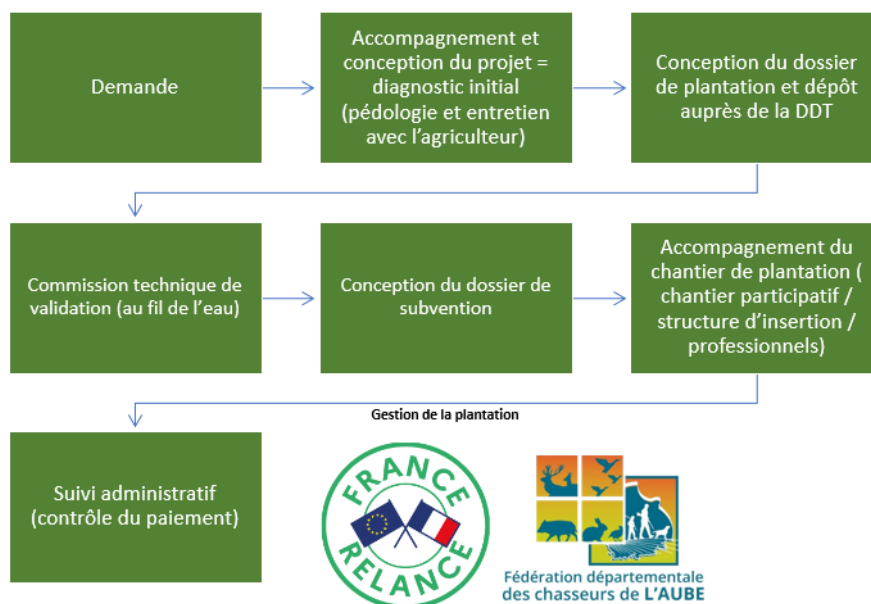 Demande
Accompagnement et
conception du projet =
diagnostic initial
(pédologie et entretien
avec l'agriculteur)
Conception du dossier
de plantation et dépôt
auprès de la DDT
Commission technique de
validation (au fil de l'eau)
Conception du dossier de
subvention
Accompagnement du
chantier de plantation (
chantier participatif /
structure d'insertion /
professionnels)
Gestion de la plantation
Suivi administratif
(contrôle du paiement)
FRANCE
RELANCE
Fédération départementale
des chasseurs de L'AUBE